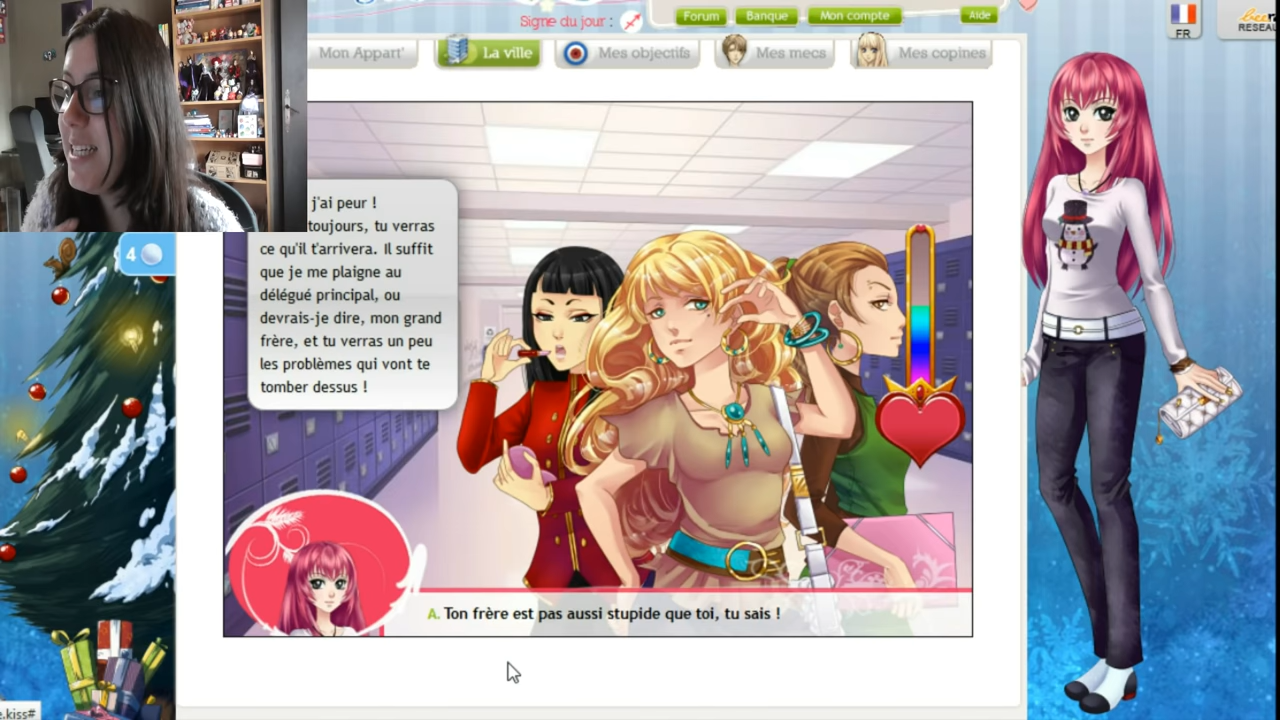 Signe du jour :
Forum
Banque
Mon compte
Aide
FR
RESEAU
Mon Appart'
La ville
Mes objectifs
Mes mecs
Mes copines
4
j'ai peur !
toujours, tu verras
ce qu'il t'arrivera. Il suffit
que je me plaigne au
délégué principal, ou
devrais-je dire, mon grand
frère, et tu verras un peu
les problèmes qui vont te
tomber dessus !
A. Ton frère est pas aussi stupide que toi, tu sais !
e.kiss#